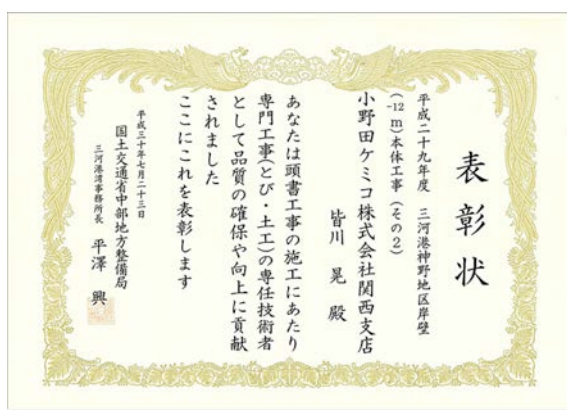 表彰状
平成二十九年度　三河港神野地区岸壁
(-12m)本体工事(その2)
小野田ケミコ株式会社関西支店
皆川　晃　殿
あなたは頭書工事の施工にあたり
専門工事(とび・土工)の専任技術者
として品質の確保や向上に貢献
されました
ここにこれを表彰します
平成三十年七月二十三日
国土交通省中部地方整備局
三河港湾事務所長　平澤　興